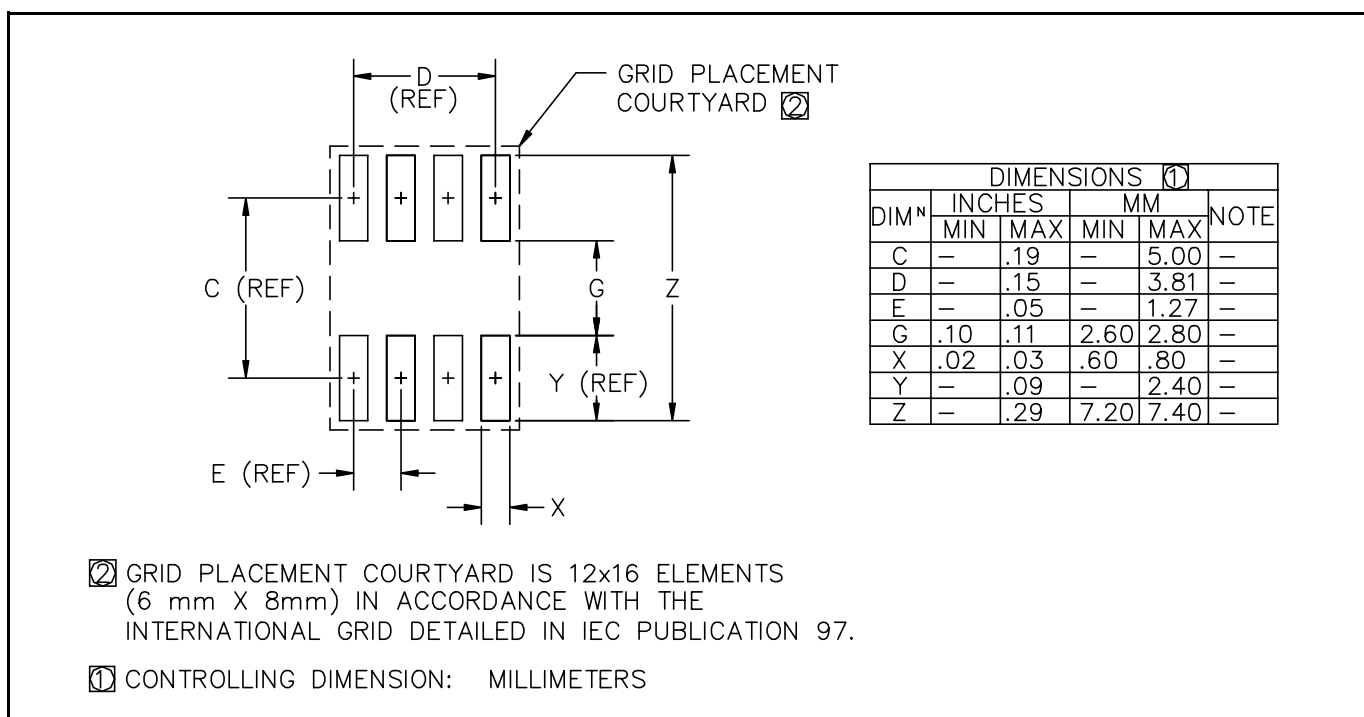 D
(REF)
GRID PLACEMENT
COURTYARD ②
C (REF)
G
Z
Y (REF)
E (REF)
X
DIMENSIONS ①
DIMᴺ INCHES MM NOTE
MIN MAX MIN MAX
C – .19 – 5.00 –
D – .15 – 3.81 –
E – .05 – 1.27 –
G .10 .11 2.60 2.80 –
X .02 .03 .60 .80 –
Y – .09 – 2.40 –
Z – .29 7.20 7.40 –
② GRID PLACEMENT COURTYARD IS 12x16 ELEMENTS
(6 mm X 8mm) IN ACCORDANCE WITH THE
INTERNATIONAL GRID DETAILED IN IEC PUBLICATION 97.
① CONTROLLING DIMENSION: MILLIMETERS